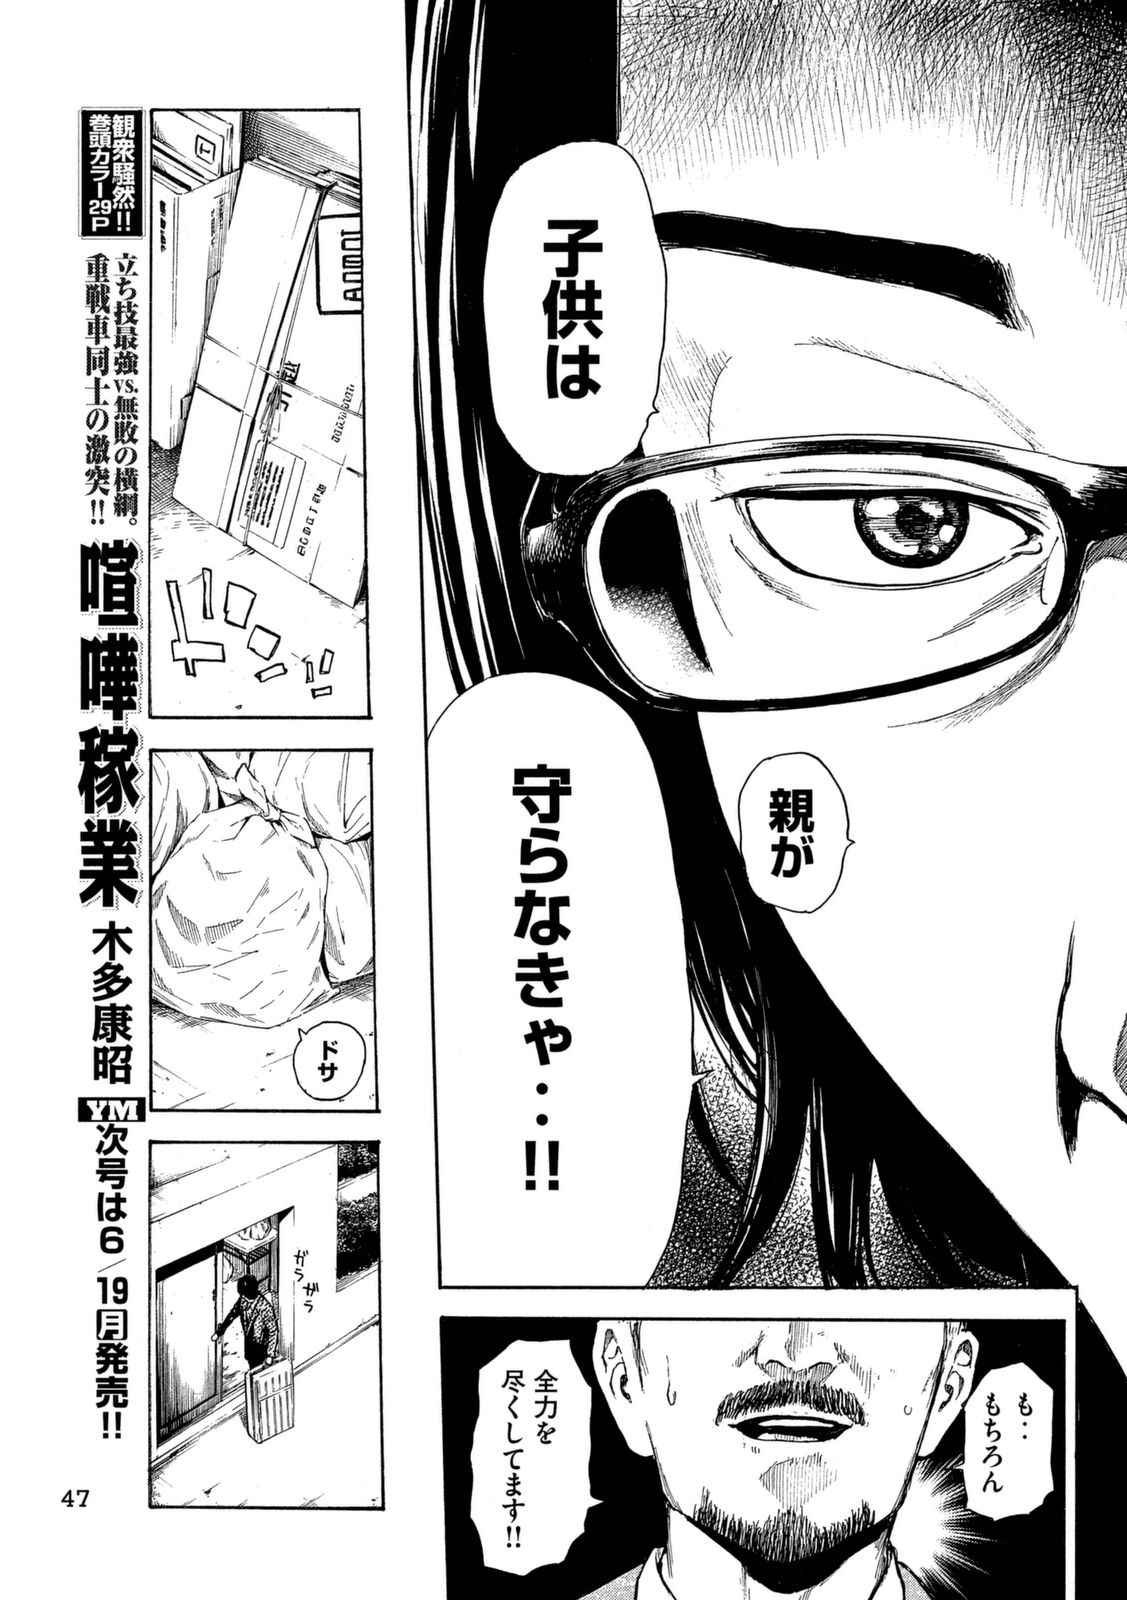 子供は
親が
守らなきゃ・・!!
も・・
もちろん
全力を
尽くしてます!!
ドサ
ガラ
ガラ
観衆騒然!!
巻頭カラー29P
立ち技最強vs.無敗の横綱。
重戦車同士の激突!!
喧嘩稼業
木多康昭
YM
次号は6/19月発売!!
47